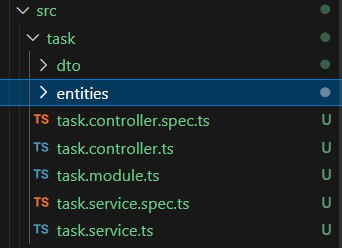 src
task
dto
entities
TS task.controller.spec.ts U
TS task.controller.ts U
TS task.module.ts U
TS task.service.spec.ts U
TS task.service.ts U